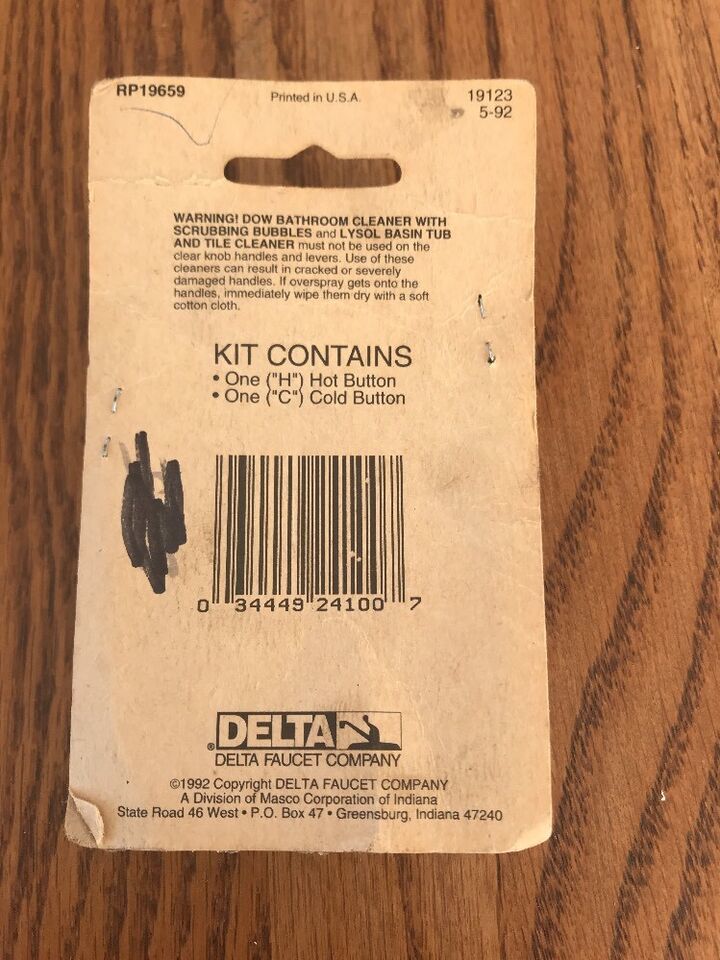 RP19659
Printed in U.S.A.
19123
5-92
WARNING! DOW BATHROOM CLEANER WITH
SCRUBBING BUBBLES and LYSOL BASIN TUB
AND TILE CLEANER must not be used on the
clear knob handles and levers. Use of these
cleaners can result in cracked or severely
damaged handles. If overspray gets onto the
handles, immediately wipe them dry with a soft
cotton cloth.
KIT CONTAINS
• One ("H") Hot Button
• One ("C") Cold Button
0 34449 24100 7
DELTA
®DELTA FAUCET COMPANY
©1992 Copyright DELTA FAUCET COMPANY
A Division of Masco Corporation of Indiana
State Road 46 West • P.O. Box 47 • Greensburg, Indiana 47240